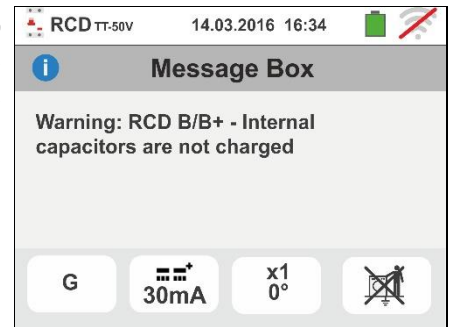 RCD TT-50V 14.03.2016 16:34
Message Box
Warning: RCD B/B+ - Internal
capacitors are not charged
G
+
30mA
x1
0°